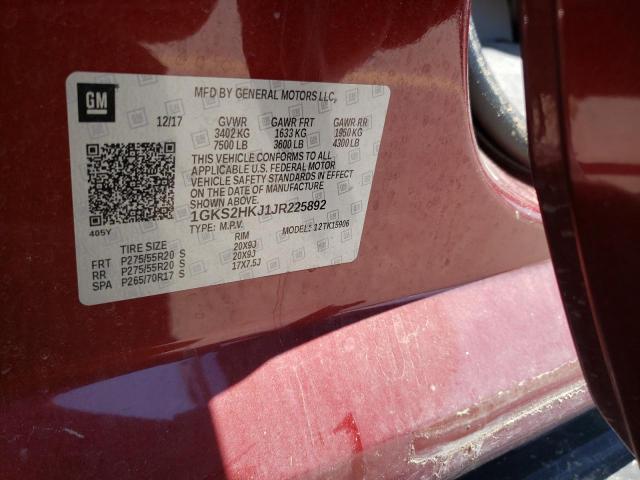 GM
MFD BY GENERAL MOTORS LLC,
12/17 GVWR GAWR FRT GAWR RR
3402 KG 1633 KG 1950 KG
7500 LB 3600 LB 4300 LB
THIS VEHICLE CONFORMS TO ALL
APPLICABLE U.S. FEDERAL MOTOR
VEHICLE SAFETY STANDARDS IN EFFECT
ON THE DATE OF MANUFACTURE
SHOWN ABOVE.
1GKS2HKJ1JR225892
405Y TYPE: M.P.V. 12TK15906
TIRE SIZE RIM
FRT P275/55R20 S 20X9J
RR P275/55R20 S 20X9J
SPA P265/70R17 S 17X7.5J